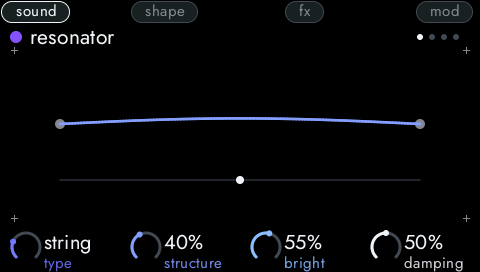 sound shape fx mod
resonator
string 40% 55% 50%
type structure bright damping